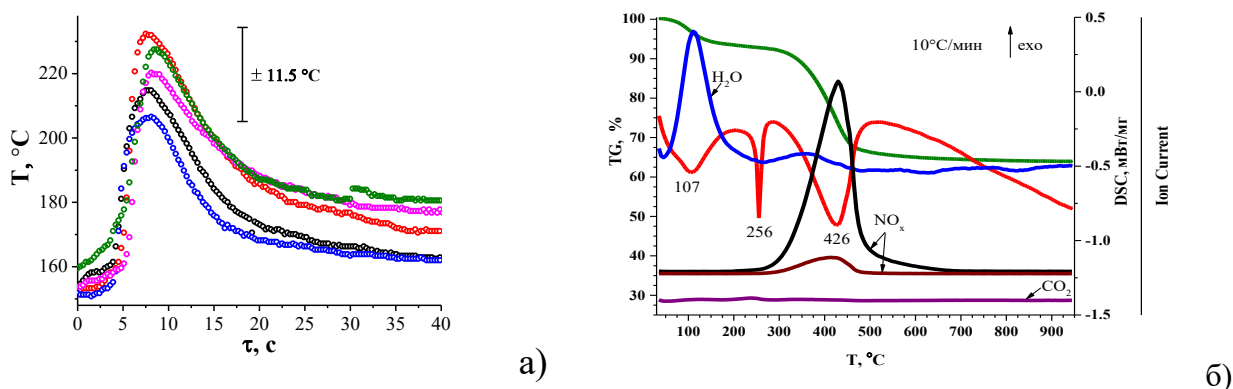 T, °C
220
200
180
160
0 5 10 15 20 25 30 35 40
τ, c
± 11.5 °C
а)
TG, %
100
90
80
70
60
50
40
30
10°С/мин
exo
H₂O
107
256
426
NOₓ
CO₂
100 200 300 400 500 600 700 800 900
T, °C
0.5
0.0
-0.5
-1.0
-1.5
DSC, мВт/мг
Ion Current
б)